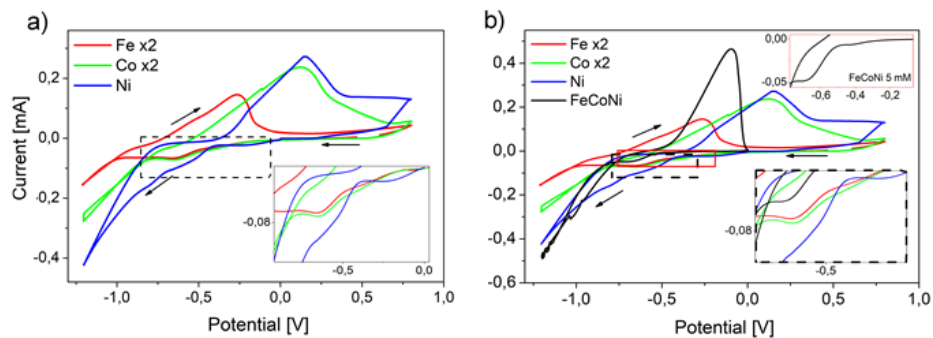 a)
Fe x2
Co x2
Ni
Current [mA]
0,2
0,0
0,2
-0,4
-0,08
-0,5
0,0
-1,0
-0,5
0,0
0,5
1,0
Potential [V]
b)
Fe x2
Co x2
Ni
FeCoNi
0,6
0,4
0,2
0,0
-0,2
-0,4
-0,6
0,00
-0,05
FeCoNi 5 mM
-0,6
-0,4
-0,2
-0,08
-0,5
-1,0
-0,5
0,0
0,5
1,0
Potential [V]